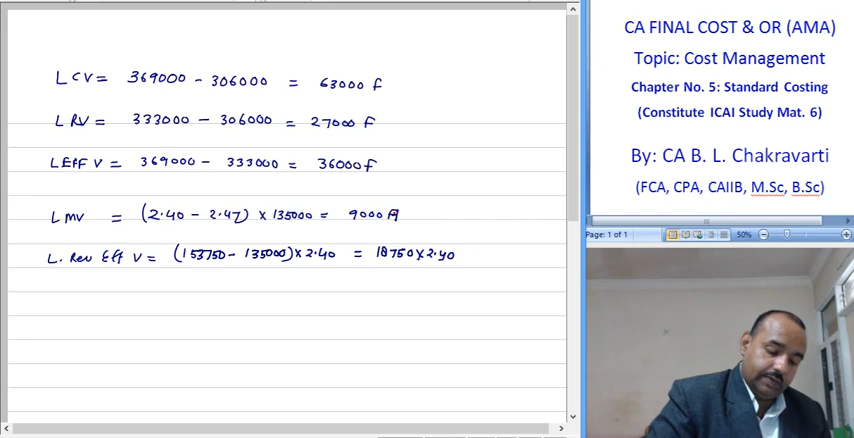 LCV = 369000 - 306000 = 63000 f
LRV = 333000 - 306000 = 27000 F
LEFF V = 369000 - 333000 = 36000 f
LMV = (2.40 - 2.47) × 135000 = 9000 A
L. Rev Eff V = (153750 - 135000) × 2.40 = 18750 × 2.40
CA FINAL COST & OR (AMA)
Topic: Cost Management
Chapter No. 5: Standard Costing
(Constitute ICAI Study Mat. 6)
By: CA B. L. Chakravarti
(FCA, CPA, CAIIB, M.Sc, B.Sc)
Page: 1 of 1
50%